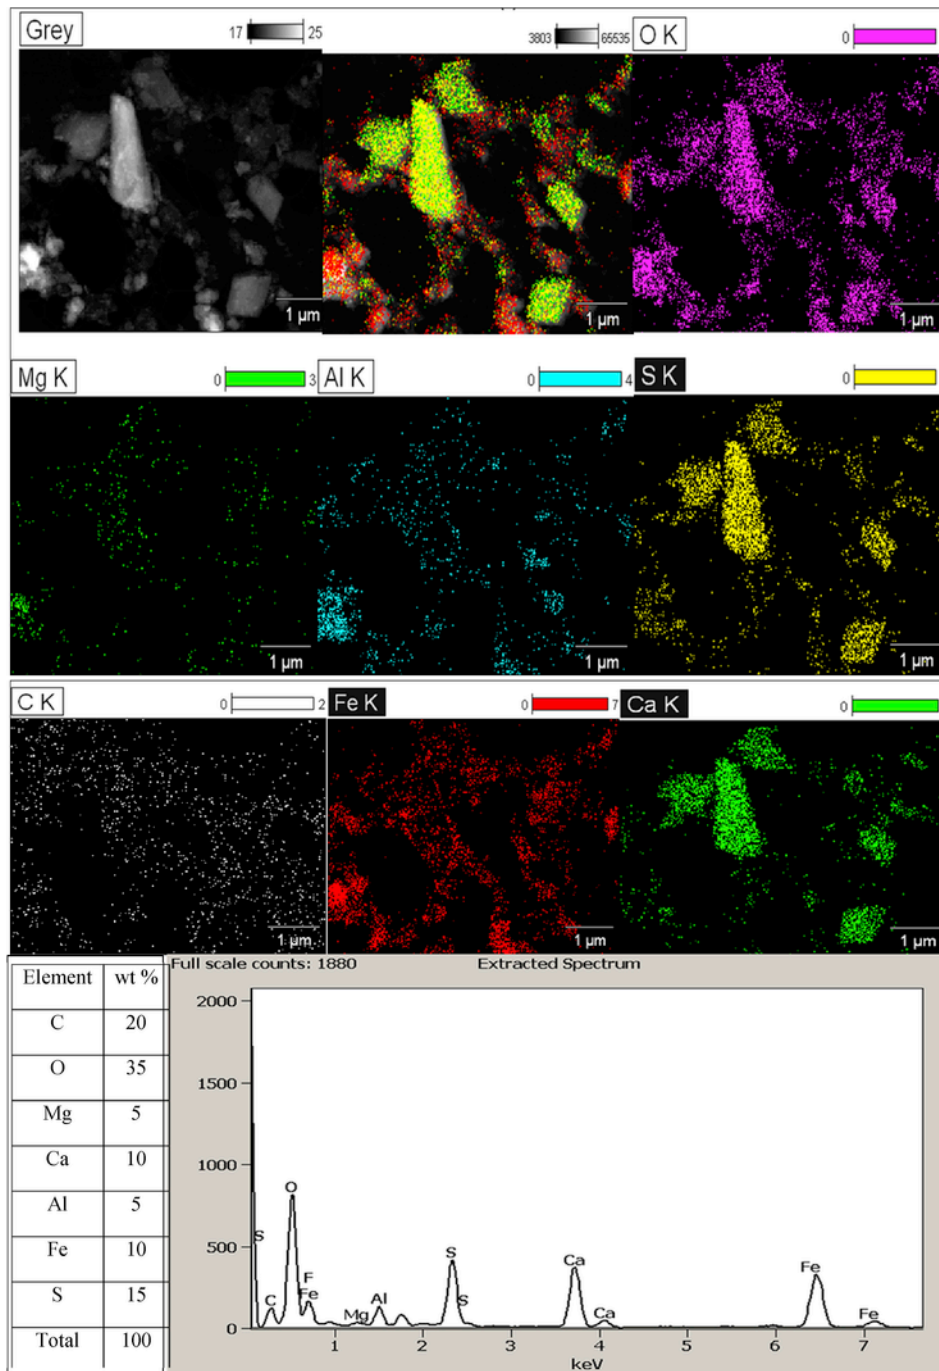 Grey 17 25
3803 65535
O K 0
1 µm
1 µm
1 µm
Mg K 0 3
Al K 0 4
S K 0
1 µm
1 µm
1 µm
C K 0 2
Fe K 0 7
Ca K 0
1 µm
1 µm
1 µm
Element wt %
C 20
O 35
Mg 5
Ca 10
Al 5
Fe 10
S 15
Total 100
Full scale counts: 1880 Extracted Spectrum
2000
1500
1000
500
0
S
C
O
F
Fe
Mg
Al
S
S
Ca
Ca
Fe
Fe
1 2 3 4 5 6 7
keV